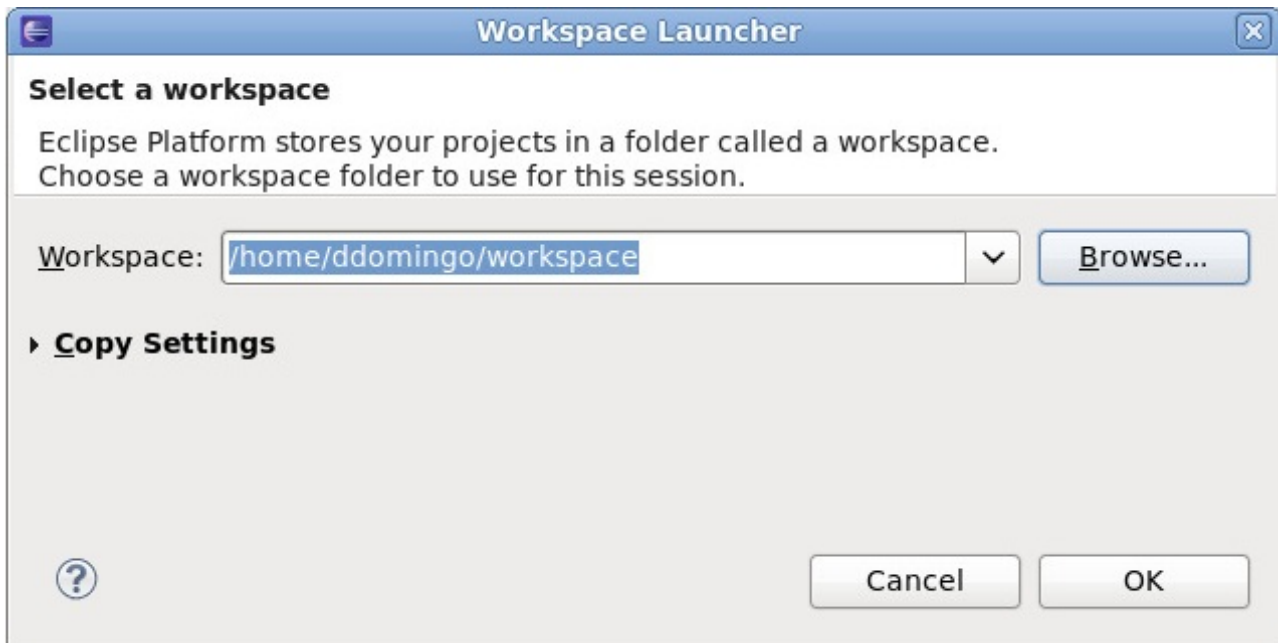 Workspace Launcher
Select a workspace
Eclipse Platform stores your projects in a folder called a workspace.
Choose a workspace folder to use for this session.
Workspace: /home/ddomingo/workspace Browse...
Copy Settings
? Cancel OK